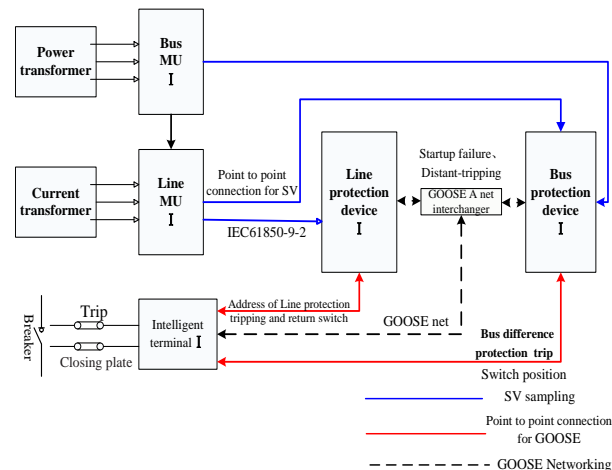 Power
transformer
Bus
MU
I
Current
transformer
Line
MU
I
Point to point
connection for SV
IEC61850-9-2
Line
protection
device
I
Startup failure、
Distant-tripping
GOOSE A net
interchanger
Bus
protection
device
I
Breaker
Trip
Closing plate
Intelligent
terminal I
Address of Line protection
tripping and return switch
GOOSE net
Bus difference
protection trip
Switch position
SV sampling
Point to point connection
for GOOSE
GOOSE Networking